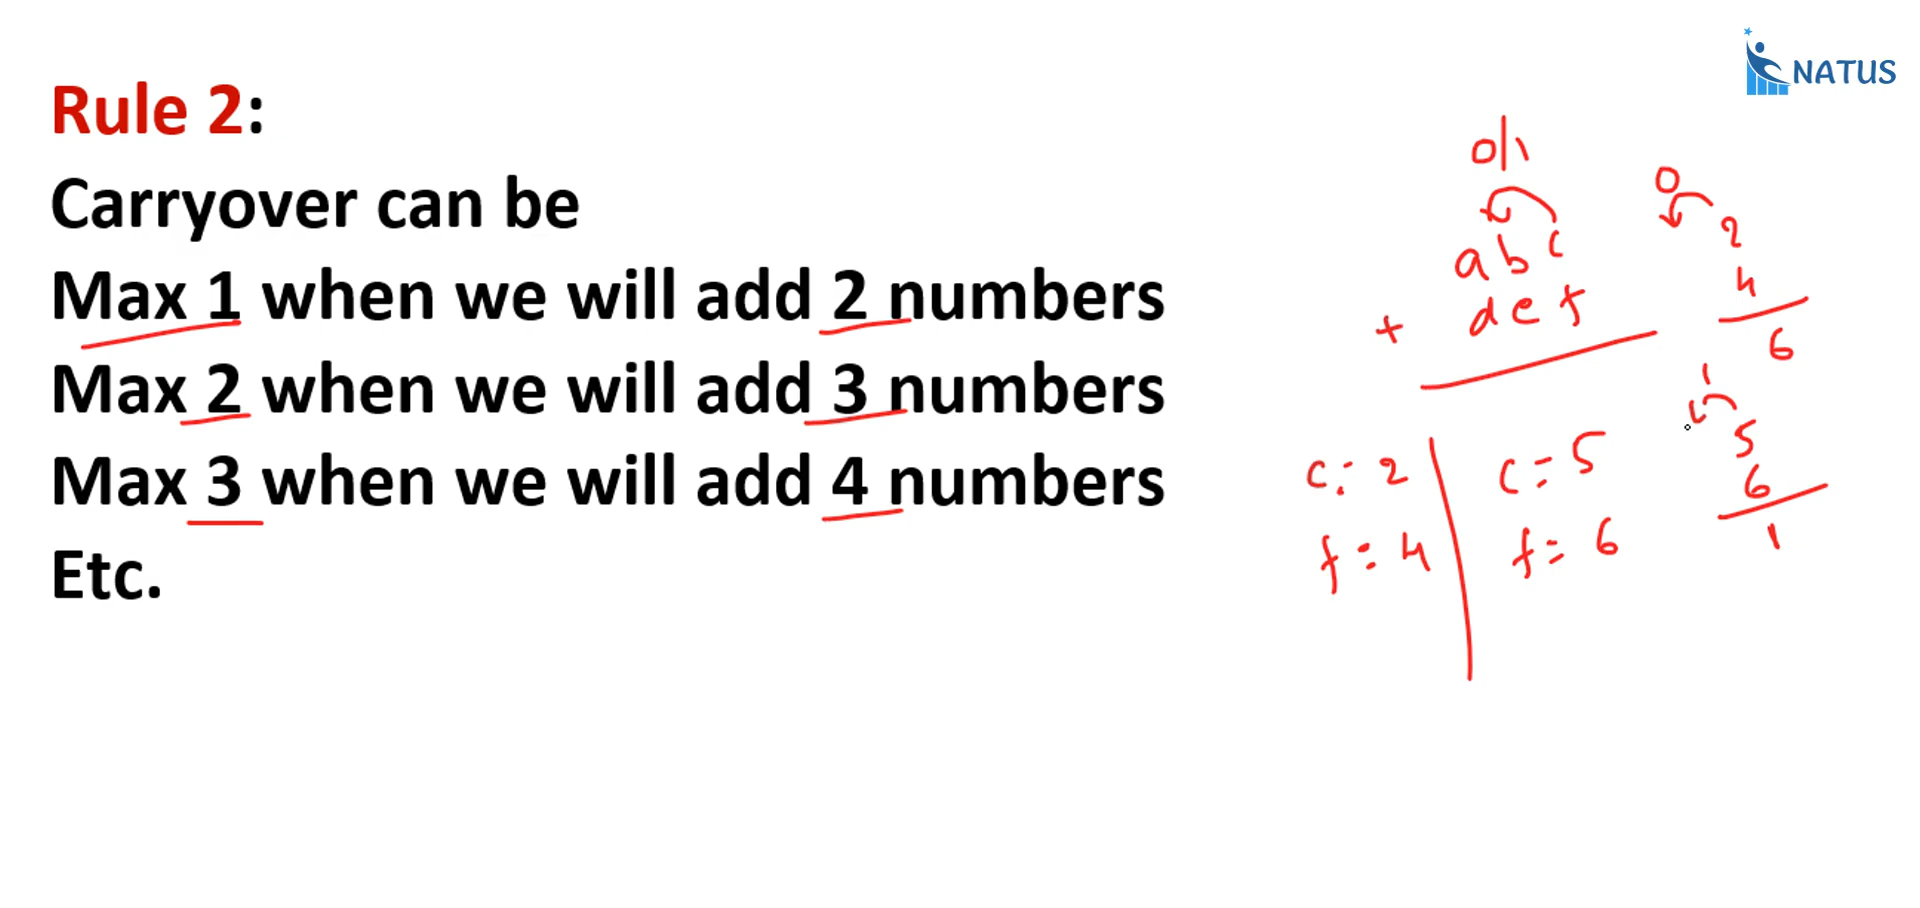 NATUS
Rule 2:
Carryover can be
Max 1 when we will add 2 numbers
Max 2 when we will add 3 numbers
Max 3 when we will add 4 numbers
Etc.
0/1
a b c
+ d e f
0
2
4
6
c = 2
f = 4
c = 5
f = 6
1
5
6
1